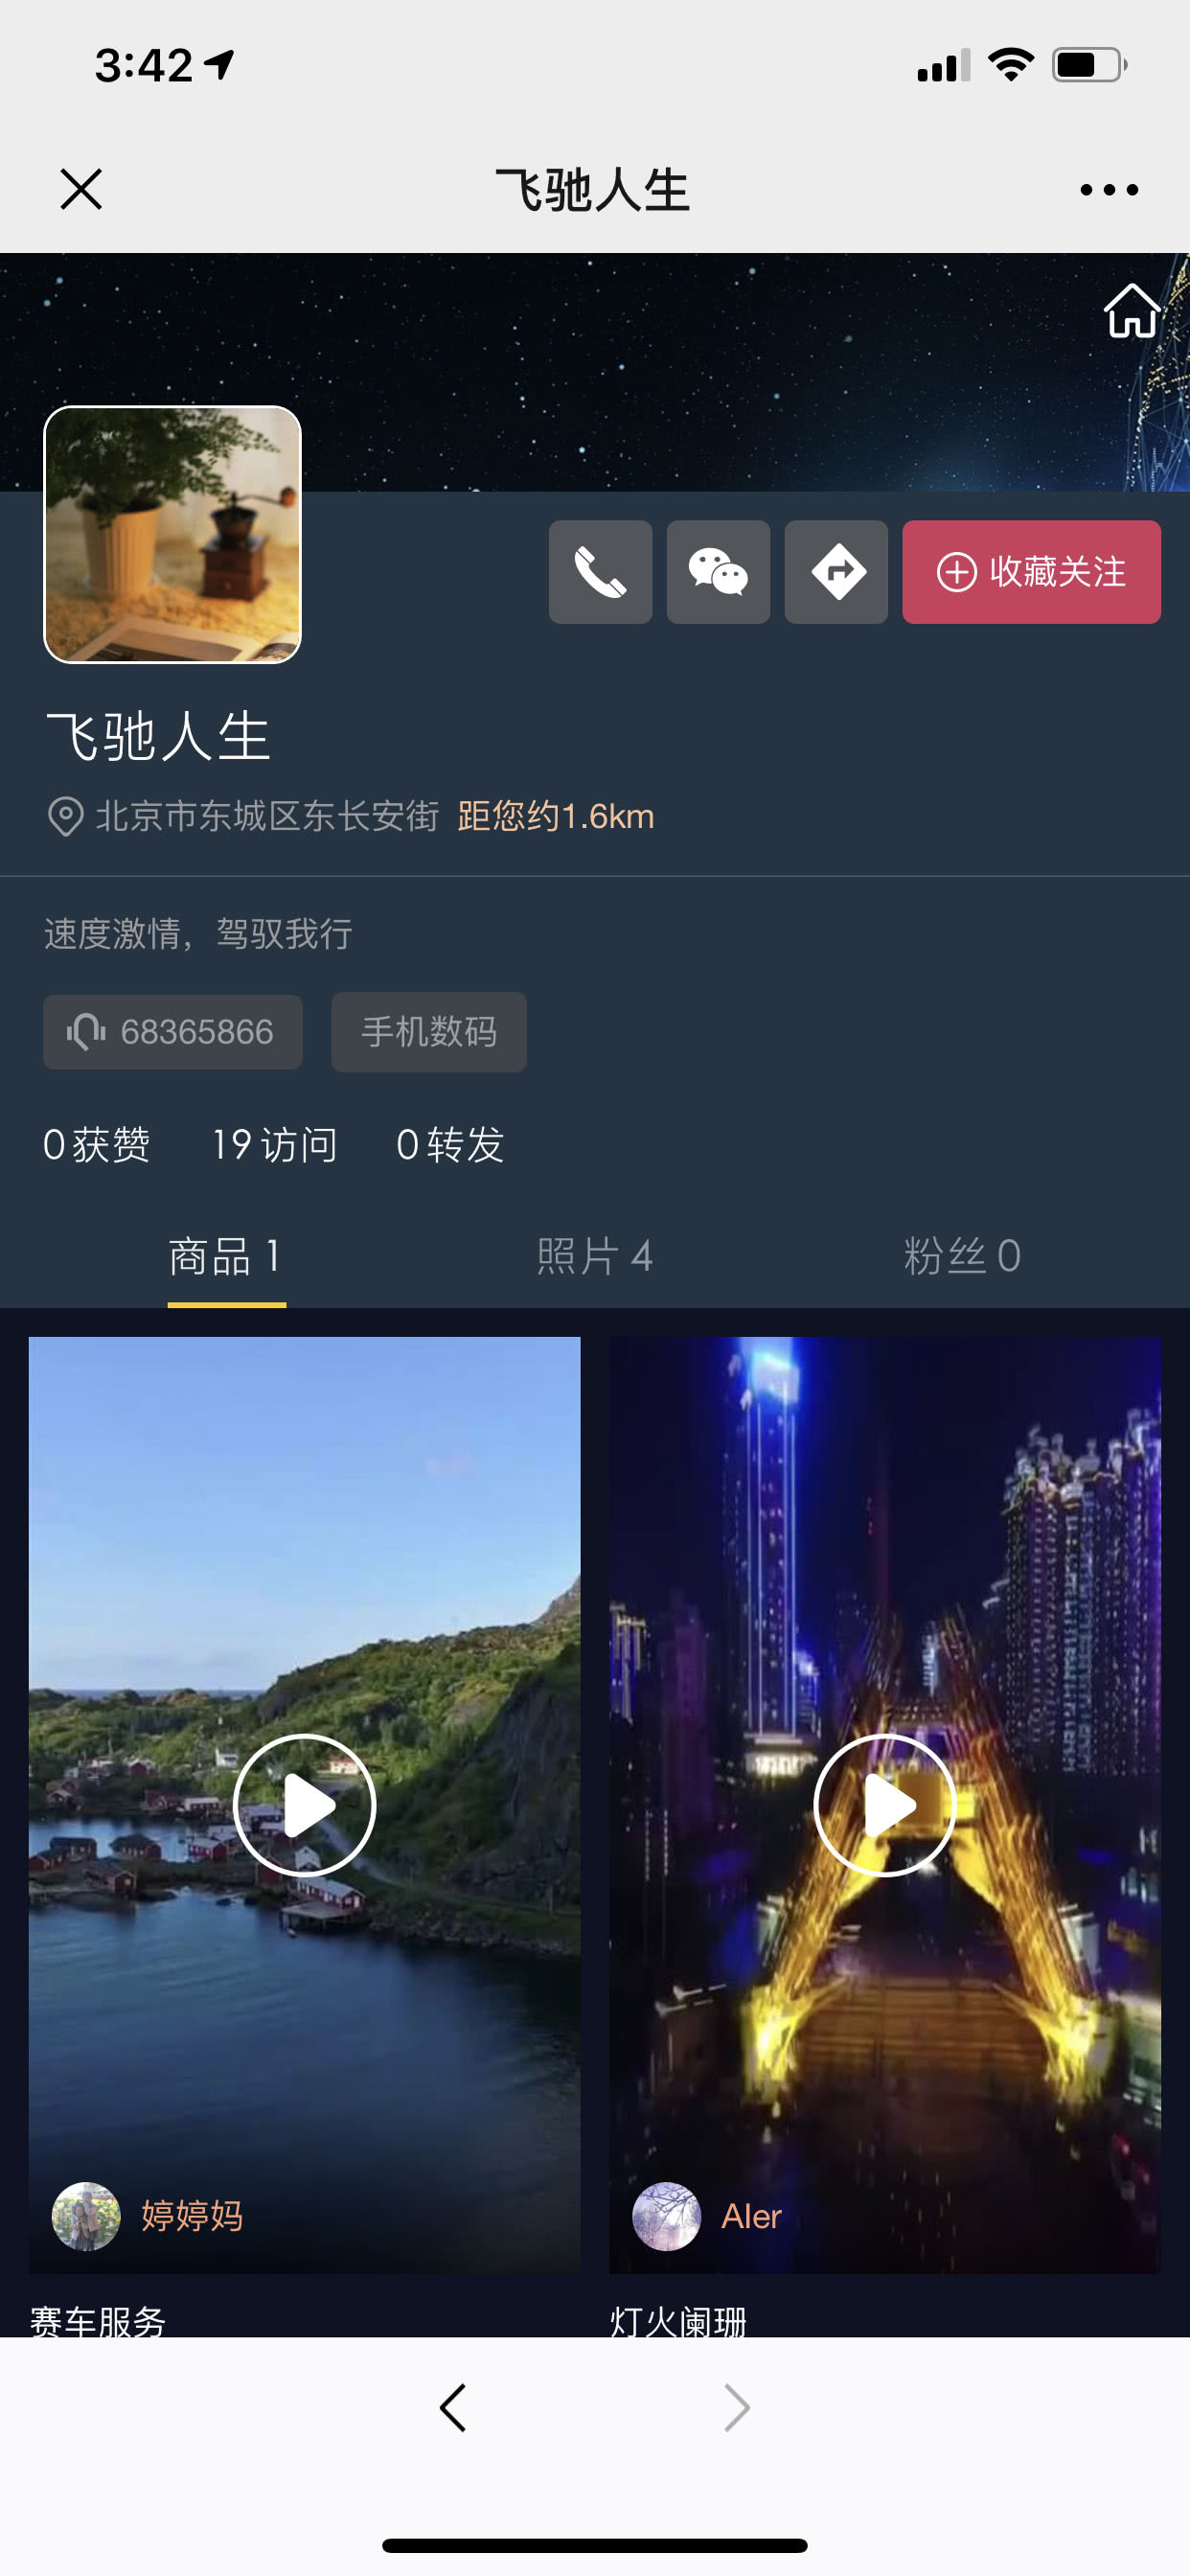 3:42
飞驰人生
收藏关注
飞驰人生
北京市东城区东长安街 距您约1.6km
速度激情，驾驭我行
68365866 手机数码
0获赞 19访问 0转发
商品1 照片4 粉丝0
婷婷妈 Aler
赛车服务 灯火阑珊